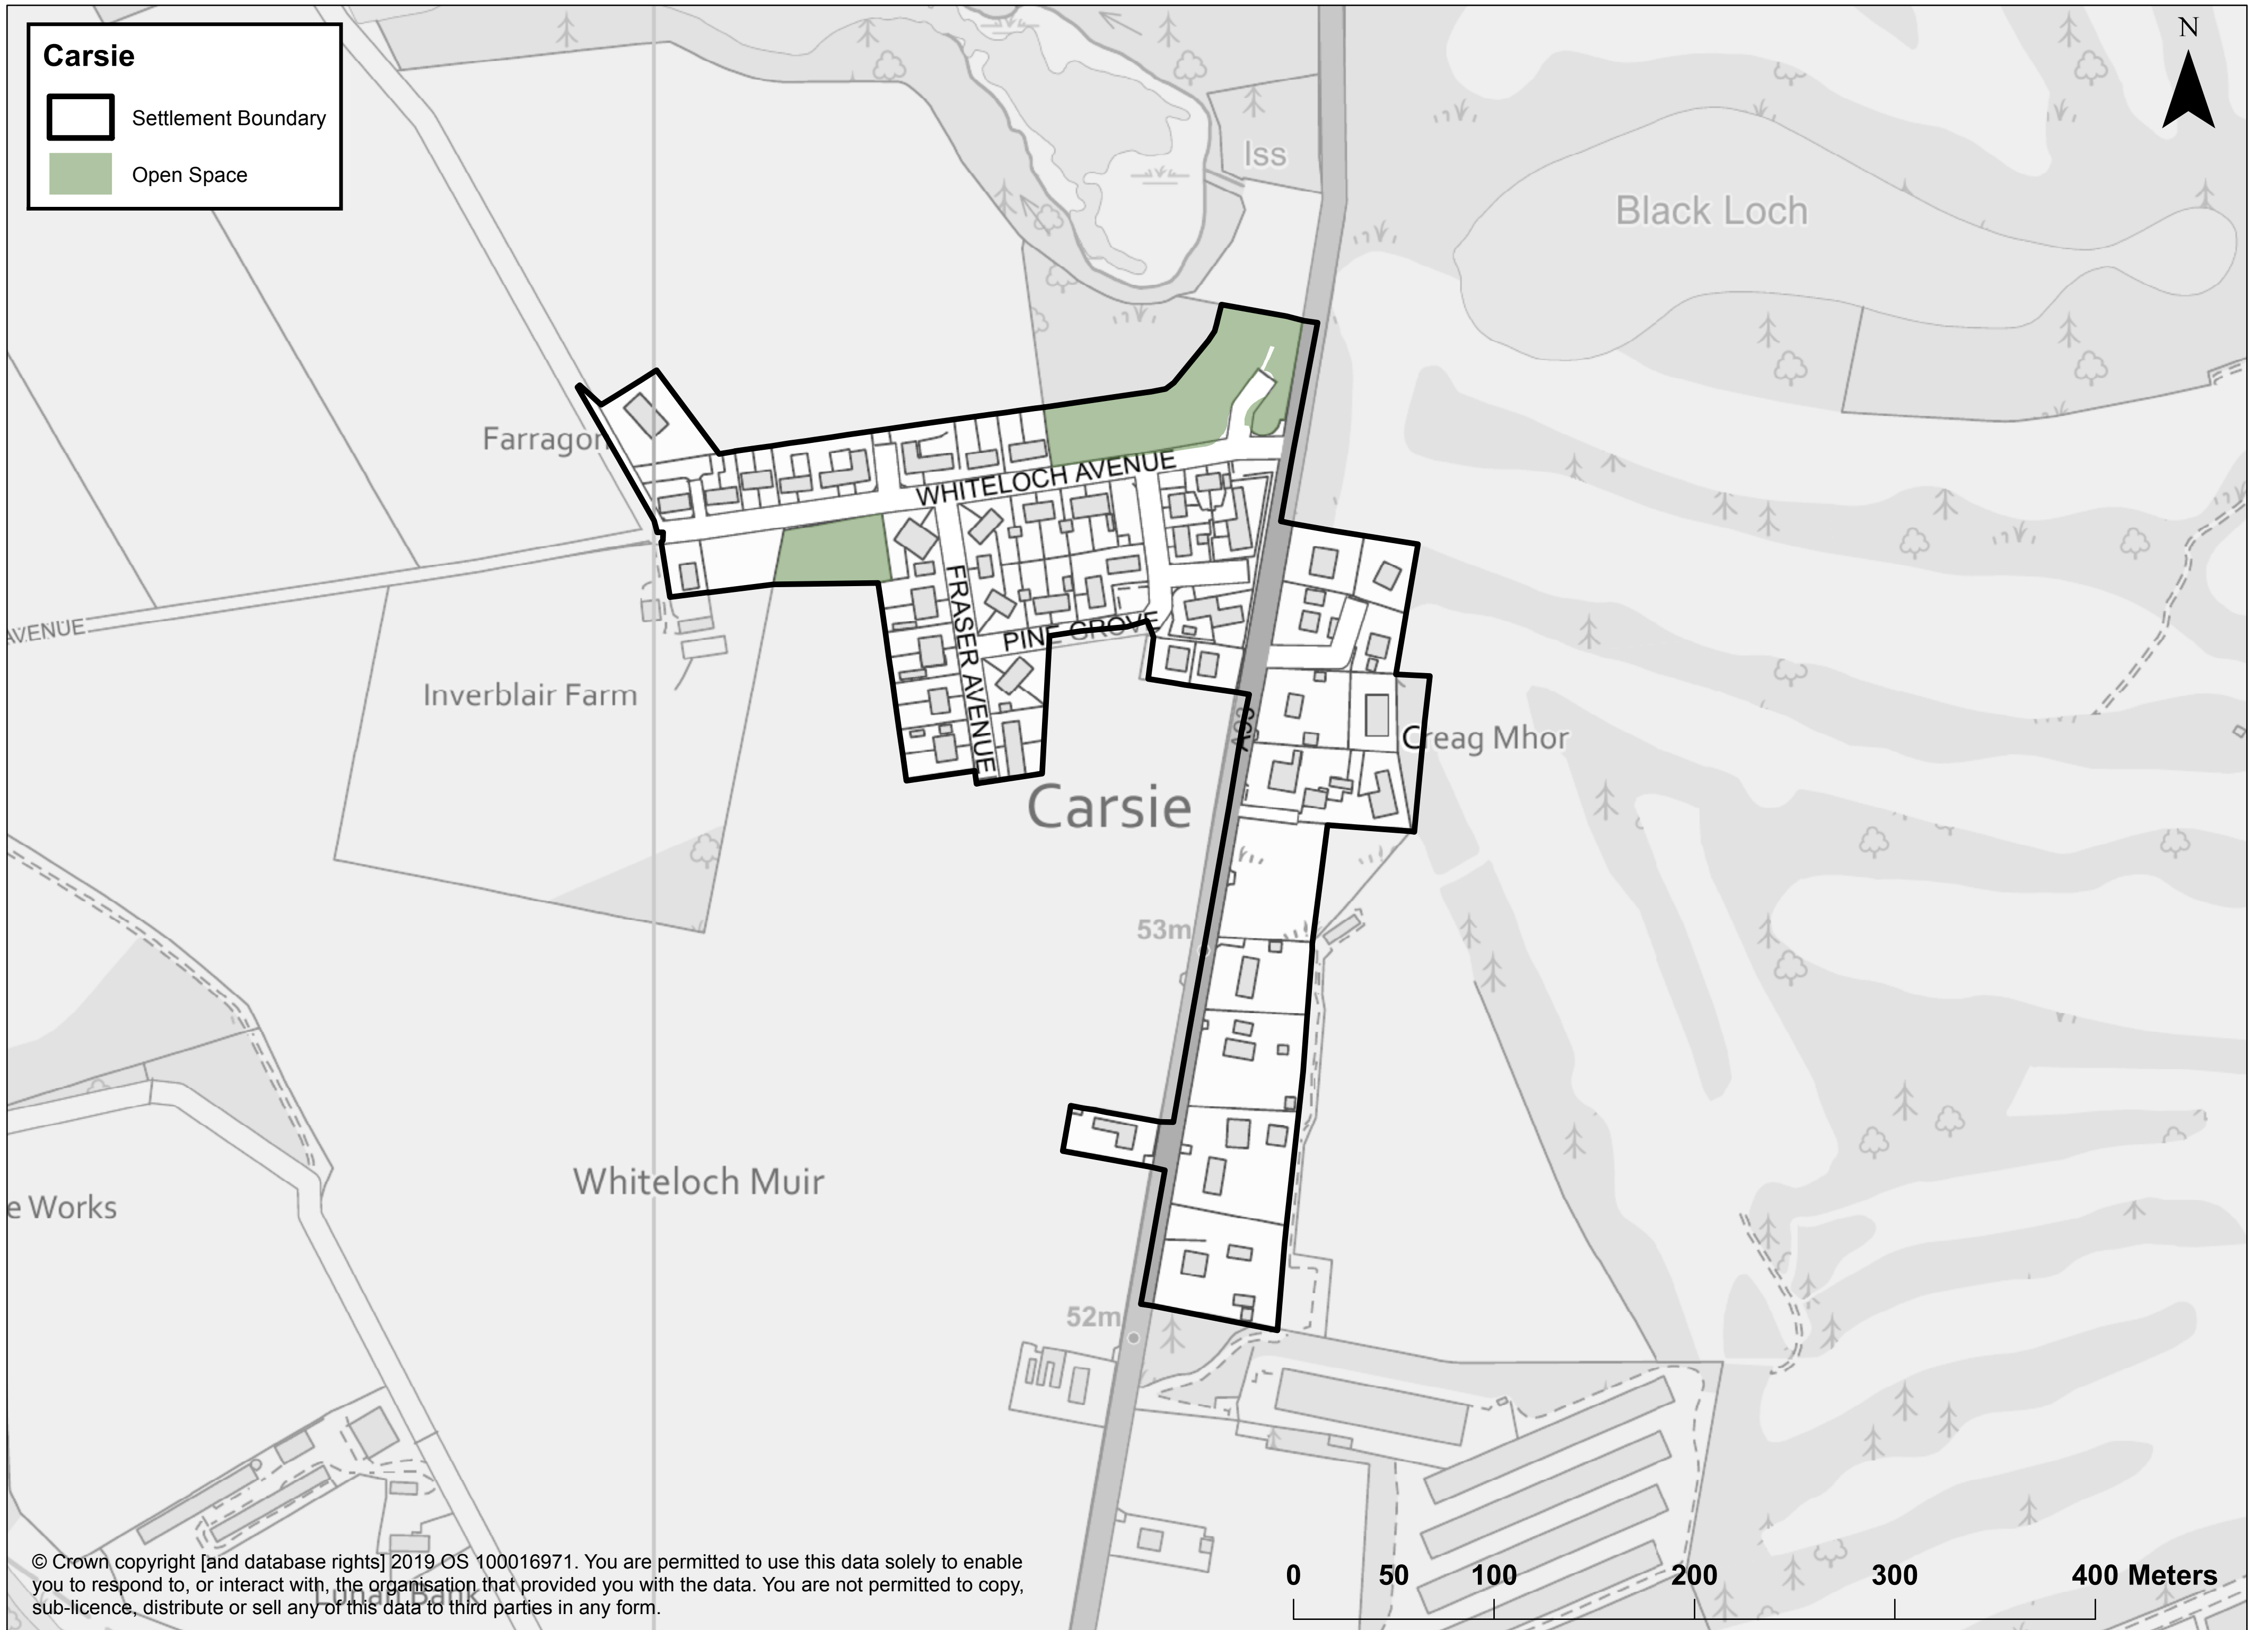 Carsie
Settlement Boundary
Open Space
N
Iss
Black Loch
Farragon
WHITELOCH AVENUE
FRASER AVENUE
PINE GROVE
AVENUE
Inverblair Farm
A93
Creag Mhor
Carsie
53m
Whiteloch Muir
e Works
52m
Lunan Bank
© Crown copyright [and database rights] 2019 OS 100016971. You are permitted to use this data solely to enable
you to respond to, or interact with, the organisation that provided you with the data. You are not permitted to copy,
sub-licence, distribute or sell any of this data to third parties in any form.
0 50 100 200 300 400 Meters